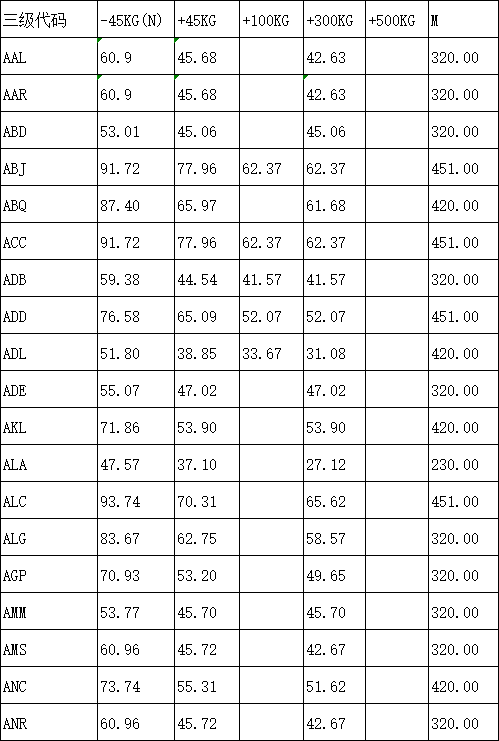 三级代码 -45KG(N) +45KG +100KG +300KG +500KG M
AAL 60.9 45.68 42.63 320.00
AAR 60.9 45.68 42.63 320.00
ABD 53.01 45.06 45.06 320.00
ABJ 91.72 77.96 62.37 62.37 451.00
ABQ 87.40 65.97 61.68 420.00
ACC 91.72 77.96 62.37 62.37 451.00
ADB 59.38 44.54 41.57 41.57 320.00
ADD 76.58 65.09 52.07 52.07 451.00
ADL 51.80 38.85 33.67 31.08 420.00
ADE 55.07 47.02 47.02 320.00
AKL 71.86 53.90 53.90 420.00
ALA 47.57 37.10 27.12 230.00
ALC 93.74 70.31 65.62 451.00
ALG 83.67 62.75 58.57 320.00
AGP 70.93 53.20 49.65 320.00
AMM 53.77 45.70 45.70 320.00
AMS 60.96 45.72 42.67 320.00
ANC 73.74 55.31 51.62 420.00
ANR 60.96 45.72 42.67 320.00